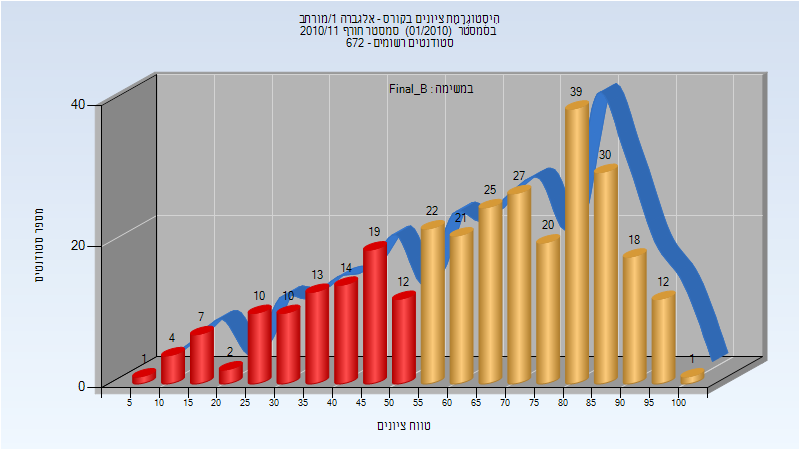 היסטוגרמת ציונים בקורס - אלגברה 1/מורחב
בסמסטר (01/2010) סמסטר חורף 2010/11
סטודנטים רשומים - 672
במשימה : Final_B
מספר סטודנטים
40
20
0
1 4 7 2 10 10 13 14 19 12 22 21 25 27 20 39 30 18 12 1
5 10 15 20 25 30 35 40 45 50 55 60 65 70 75 80 85 90 95 100
טווח ציונים